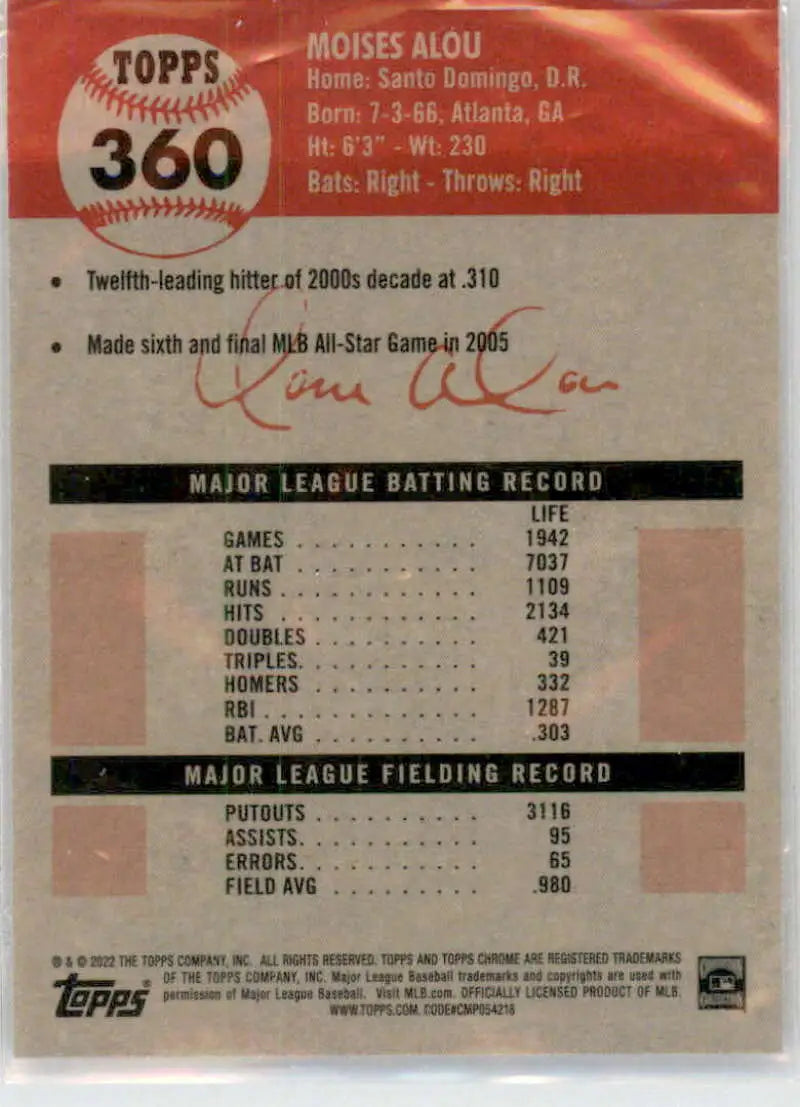 TOPPS
360
MOISES ALOU
Home: Santo Domingo, D.R.
Born: 7-3-66, Atlanta, GA
Ht: 6'3" - Wt: 230
Bats: Right - Throws: Right
• Twelfth-leading hitter of 2000s decade at .310
• Made sixth and final MLB All-Star Game in 2005
MAJOR LEAGUE BATTING RECORD
LIFE
GAMES . . . . . . . . . . . 1942
AT BAT . . . . . . . . . . . 7037
RUNS . . . . . . . . . . . . 1109
HITS . . . . . . . . . . . 2134
DOUBLES . . . . . . . . . . 421
TRIPLES. . . . . . . . . . . 39
HOMERS . . . . . . . . . . 332
RBI . . . . . . . . . . . . 1287
BAT. AVG . . . . . . . . . . .303
MAJOR LEAGUE FIELDING RECORD
PUTOUTS . . . . . . . . . . 3116
ASSISTS. . . . . . . . . . . 95
ERRORS. . . . . . . . . . . 65
FIELD AVG . . . . . . . . . .980
® & © 2022 THE TOPPS COMPANY, INC. ALL RIGHTS RESERVED. TOPPS AND TOPPS CHROME ARE REGISTERED TRADEMARKS
OF THE TOPPS COMPANY, INC. Major League Baseball trademarks and copyrights are used with
permission of Major League Baseball. Visit MLB.com. OFFICIALLY LICENSED PRODUCT OF MLB.
WWW.TOPPS.COM. CODE#CMP054216
topps®